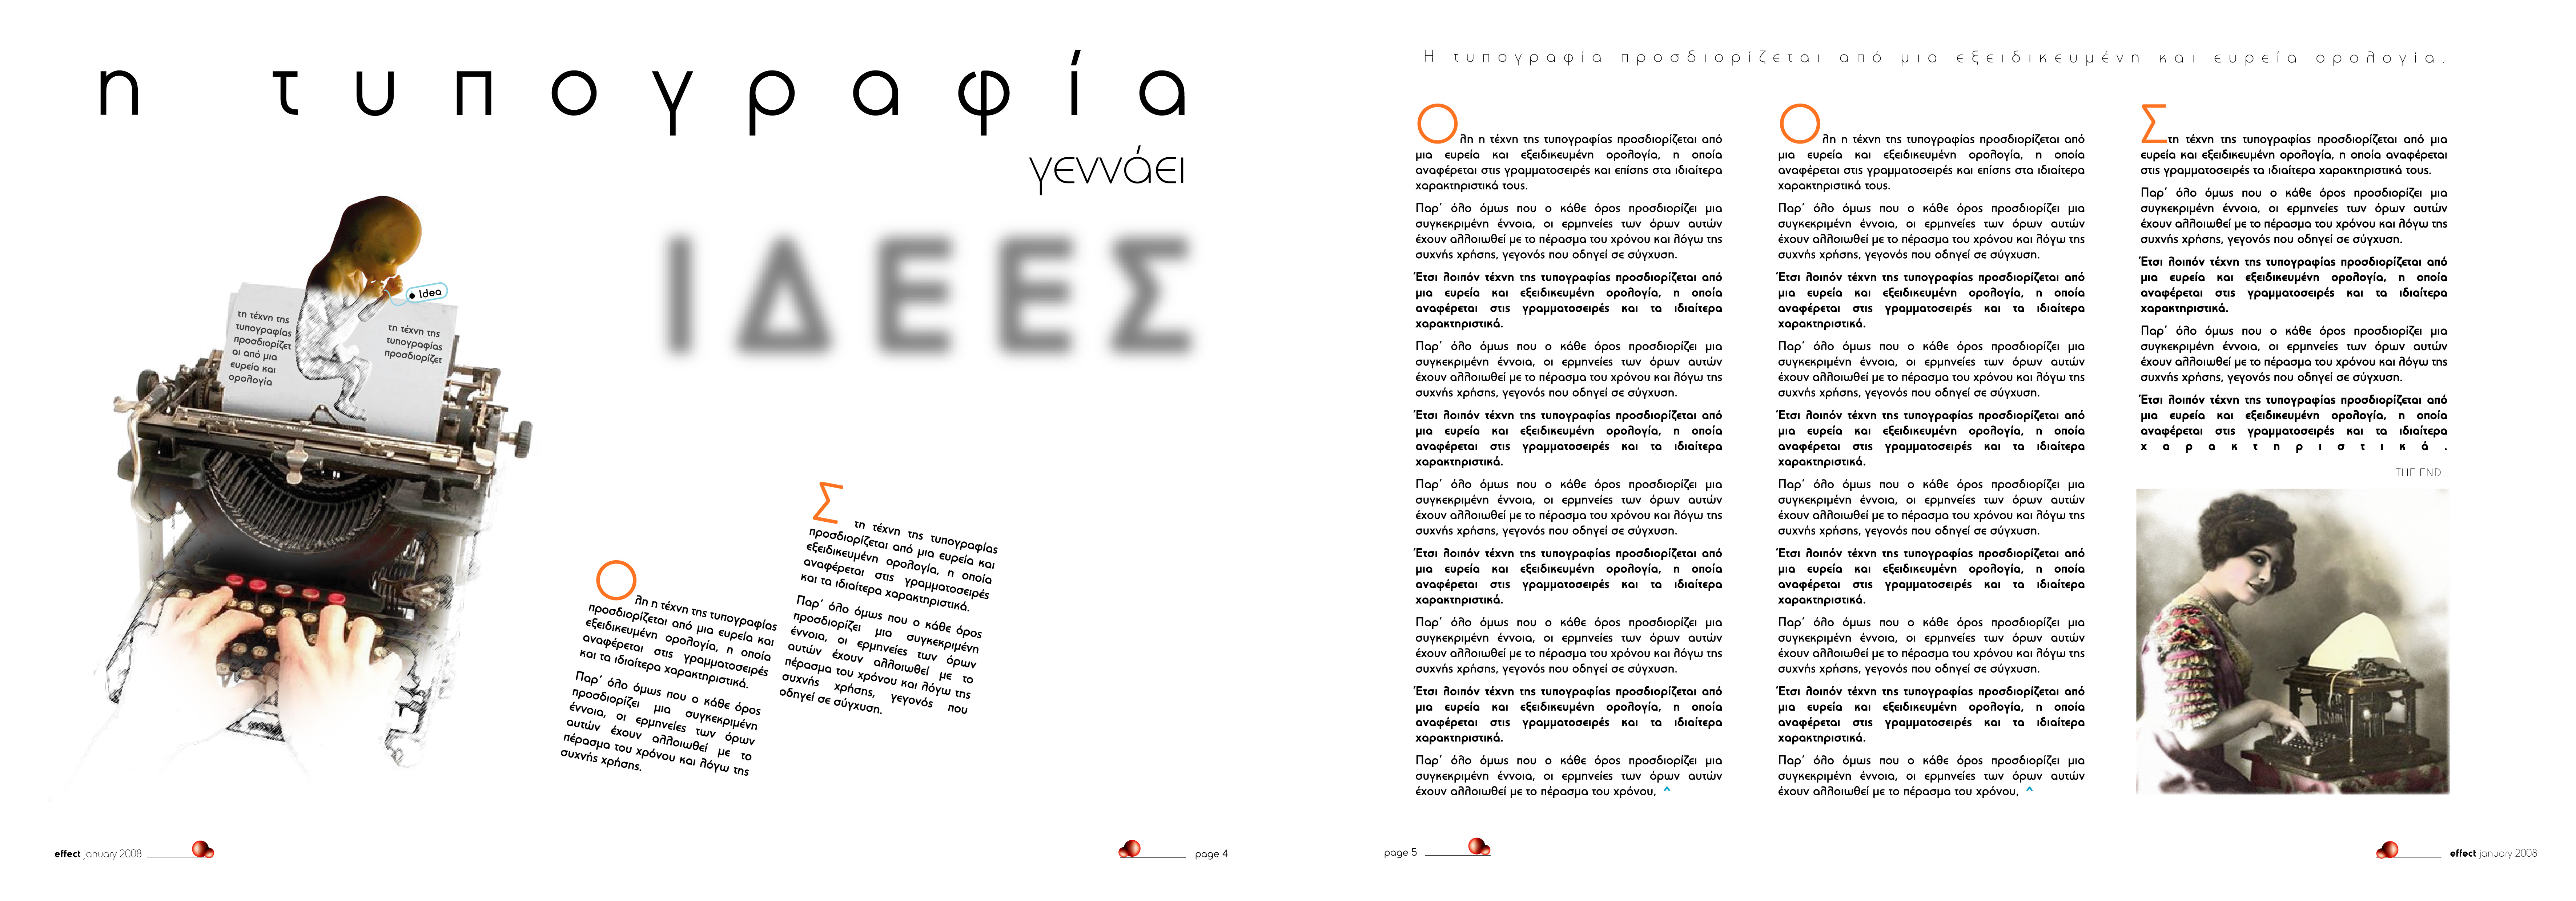 η τυπογραφία
γεννάει
ΙΔΕΕΣ
Idea
τη τέχνη της
τυπογραφίας
προσδιορίζετ
αι από μια
ευρεία και
ορολογία
τη τέχνη της
τυπογραφίας
προσδιορίζετ
Ολη η τέχνη της τυπογραφίας
προσδιορίζεται από μια ευρεία και
εξειδικευμένη ορολογία, η οποία
αναφέρεται στις γραμματοσειρές
και τα ιδιαίτερα χαρακτηριστικά.
Παρ' όλο όμως που ο κάθε όρος
προσδιορίζει μια συγκεκριμένη
έννοια, οι ερμηνείες των όρων
αυτών έχουν αλλοιωθεί με το
πέρασμα του χρόνου και λόγω της
συχνής χρήσης.
Στη τέχνη της τυπογραφίας
προσδιορίζεται από μια ευρεία και
εξειδικευμένη ορολογία, η οποία
αναφέρεται στις γραμματοσειρές
και τα ιδιαίτερα χαρακτηριστικά.
Παρ' όλο όμως που ο κάθε όρος
προσδιορίζει μια συγκεκριμένη
έννοια, οι ερμηνείες των όρων
αυτών έχουν αλλοιωθεί με το
πέρασμα του χρόνου και λόγω της
συχνής χρήσης, γεγονός που
οδηγεί σε σύγχυση.
effect january 2008
page 4
Η τυπογραφία προσδιορίζεται από μια εξειδικευμένη και ευρεία ορολογία.
Ολη η τέχνη της τυπογραφίας προσδιορίζεται από
μια ευρεία και εξειδικευμένη ορολογία, η οποία
αναφέρεται στις γραμματοσειρές και επίσης στα ιδιαίτερα
χαρακτηριστικά τους.
Παρ' όλο όμως που ο κάθε όρος προσδιορίζει μια
συγκεκριμένη έννοια, οι ερμηνείες των όρων αυτών
έχουν αλλοιωθεί με το πέρασμα του χρόνου και λόγω της
συχνής χρήσης, γεγονός που οδηγεί σε σύγχυση.
Έτσι λοιπόν τέχνη της τυπογραφίας προσδιορίζεται από
μια ευρεία και εξειδικευμένη ορολογία, η οποία
αναφέρεται στις γραμματοσειρές και τα ιδιαίτερα
χαρακτηριστικά.
Παρ' όλο όμως που ο κάθε όρος προσδιορίζει μια
συγκεκριμένη έννοια, οι ερμηνείες των όρων αυτών
έχουν αλλοιωθεί με το πέρασμα του χρόνου και λόγω της
συχνής χρήσης, γεγονός που οδηγεί σε σύγχυση.
Έτσι λοιπόν τέχνη της τυπογραφίας προσδιορίζεται από
μια ευρεία και εξειδικευμένη ορολογία, η οποία
αναφέρεται στις γραμματοσειρές και τα ιδιαίτερα
χαρακτηριστικά.
Παρ' όλο όμως που ο κάθε όρος προσδιορίζει μια
συγκεκριμένη έννοια, οι ερμηνείες των όρων αυτών
έχουν αλλοιωθεί με το πέρασμα του χρόνου και λόγω της
συχνής χρήσης, γεγονός που οδηγεί σε σύγχυση.
Έτσι λοιπόν τέχνη της τυπογραφίας προσδιορίζεται από
μια ευρεία και εξειδικευμένη ορολογία, η οποία
αναφέρεται στις γραμματοσειρές και τα ιδιαίτερα
χαρακτηριστικά.
Παρ' όλο όμως που ο κάθε όρος προσδιορίζει μια
συγκεκριμένη έννοια, οι ερμηνείες των όρων αυτών
έχουν αλλοιωθεί με το πέρασμα του χρόνου και λόγω της
συχνής χρήσης, γεγονός που οδηγεί σε σύγχυση.
Έτσι λοιπόν τέχνη της τυπογραφίας προσδιορίζεται από
μια ευρεία και εξειδικευμένη ορολογία, η οποία
αναφέρεται στις γραμματοσειρές και τα ιδιαίτερα
χαρακτηριστικά.
Παρ' όλο όμως που ο κάθε όρος προσδιορίζει μια
συγκεκριμένη έννοια, οι ερμηνείες των όρων αυτών
έχουν αλλοιωθεί με το πέρασμα του χρόνου, ^
Ολη η τέχνη της τυπογραφίας προσδιορίζεται από
μια ευρεία και εξειδικευμένη ορολογία, η οποία
αναφέρεται στις γραμματοσειρές και επίσης στα ιδιαίτερα
χαρακτηριστικά τους.
Παρ' όλο όμως που ο κάθε όρος προσδιορίζει μια
συγκεκριμένη έννοια, οι ερμηνείες των όρων αυτών
έχουν αλλοιωθεί με το πέρασμα του χρόνου και λόγω της
συχνής χρήσης, γεγονός που οδηγεί σε σύγχυση.
Έτσι λοιπόν τέχνη της τυπογραφίας προσδιορίζεται από
μια ευρεία και εξειδικευμένη ορολογία, η οποία
αναφέρεται στις γραμματοσειρές και τα ιδιαίτερα
χαρακτηριστικά.
Παρ' όλο όμως που ο κάθε όρος προσδιορίζει μια
συγκεκριμένη έννοια, οι ερμηνείες των όρων αυτών
έχουν αλλοιωθεί με το πέρασμα του χρόνου και λόγω της
συχνής χρήσης, γεγονός που οδηγεί σε σύγχυση.
Έτσι λοιπόν τέχνη της τυπογραφίας προσδιορίζεται από
μια ευρεία και εξειδικευμένη ορολογία, η οποία
αναφέρεται στις γραμματοσειρές και τα ιδιαίτερα
χαρακτηριστικά.
Παρ' όλο όμως που ο κάθε όρος προσδιορίζει μια
συγκεκριμένη έννοια, οι ερμηνείες των όρων αυτών
έχουν αλλοιωθεί με το πέρασμα του χρόνου και λόγω της
συχνής χρήσης, γεγονός που οδηγεί σε σύγχυση.
Έτσι λοιπόν τέχνη της τυπογραφίας προσδιορίζεται από
μια ευρεία και εξειδικευμένη ορολογία, η οποία
αναφέρεται στις γραμματοσειρές και τα ιδιαίτερα
χαρακτηριστικά.
Παρ' όλο όμως που ο κάθε όρος προσδιορίζει μια
συγκεκριμένη έννοια, οι ερμηνείες των όρων αυτών
έχουν αλλοιωθεί με το πέρασμα του χρόνου και λόγω της
συχνής χρήσης, γεγονός που οδηγεί σε σύγχυση.
Έτσι λοιπόν τέχνη της τυπογραφίας προσδιορίζεται από
μια ευρεία και εξειδικευμένη ορολογία, η οποία
αναφέρεται στις γραμματοσειρές και τα ιδιαίτερα
χαρακτηριστικά.
Παρ' όλο όμως που ο κάθε όρος προσδιορίζει μια
συγκεκριμένη έννοια, οι ερμηνείες των όρων αυτών
έχουν αλλοιωθεί με το πέρασμα του χρόνου, ^
Στη τέχνη της τυπογραφίας προσδιορίζεται από μια
ευρεία και εξειδικευμένη ορολογία, η οποία αναφέρεται
στις γραμματοσειρές τα ιδιαίτερα χαρακτηριστικά τους.
Παρ' όλο όμως που ο κάθε όρος προσδιορίζει μια
συγκεκριμένη έννοια, οι ερμηνείες των όρων αυτών
έχουν αλλοιωθεί με το πέρασμα του χρόνου και λόγω της
συχνής χρήσης, γεγονός που οδηγεί σε σύγχυση.
Έτσι λοιπόν τέχνη της τυπογραφίας προσδιορίζεται από
μια ευρεία και εξειδικευμένη ορολογία, η οποία
αναφέρεται στις γραμματοσειρές και τα ιδιαίτερα
χαρακτηριστικά.
Παρ' όλο όμως που ο κάθε όρος προσδιορίζει μια
συγκεκριμένη έννοια, οι ερμηνείες των όρων αυτών
έχουν αλλοιωθεί με το πέρασμα του χρόνου και λόγω της
συχνής χρήσης, γεγονός που οδηγεί σε σύγχυση.
Έτσι λοιπόν τέχνη της τυπογραφίας προσδιορίζεται από
μια ευρεία και εξειδικευμένη ορολογία, η οποία
αναφέρεται στις γραμματοσειρές και τα ιδιαίτερα
χαρακτηριστικά.
THE END...
page 5
effect january 2008